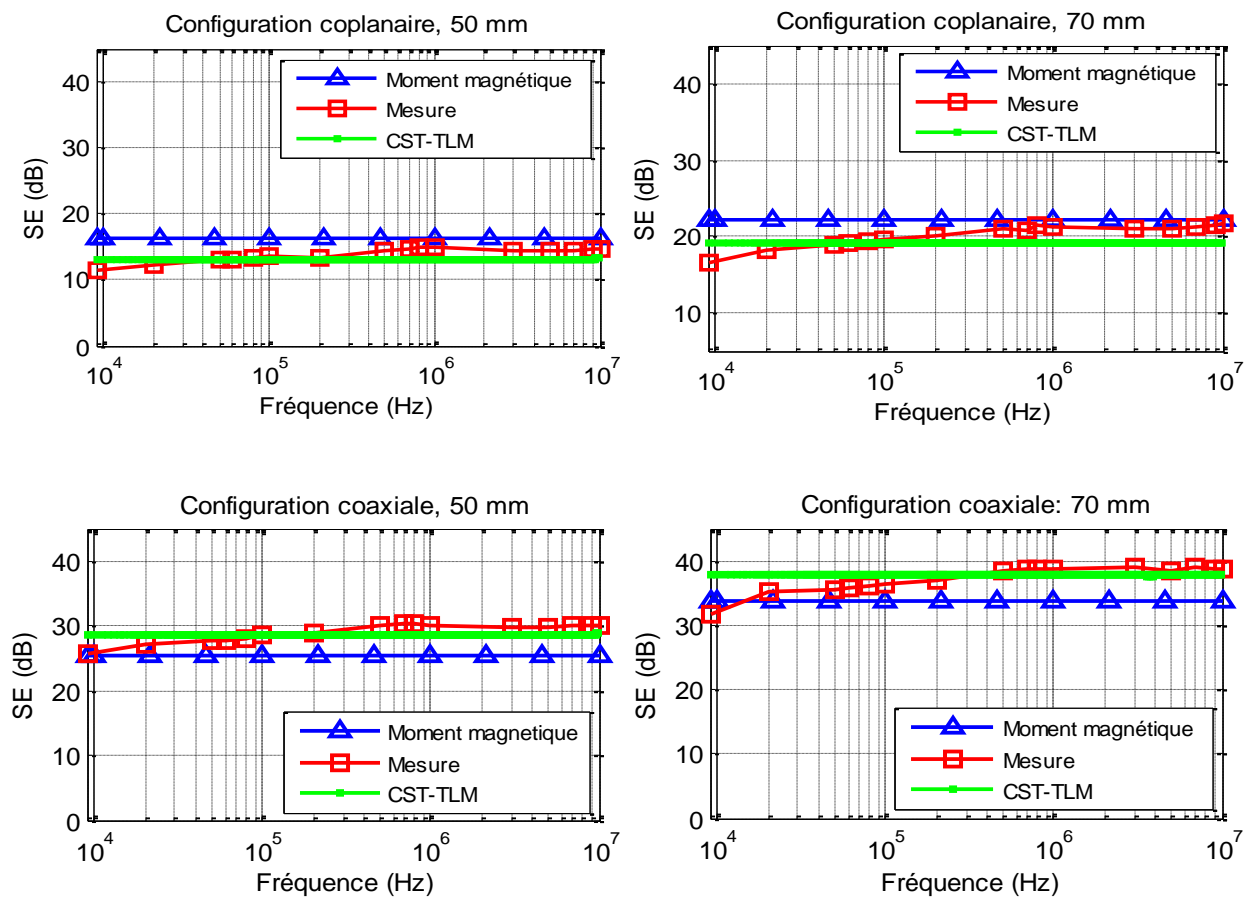 Configuration coplanaire, 50 mm
SE (dB)
40
30
20
10
0
Moment magnétique
Mesure
CST-TLM
10^4
10^5
10^6
10^7
Fréquence (Hz)
Configuration coplanaire, 70 mm
SE (dB)
40
30
20
10
Moment magnétique
Mesure
CST-TLM
10^4
10^5
10^6
10^7
Fréquence (Hz)
Configuration coaxiale, 50 mm
SE (dB)
40
30
20
10
0
Moment magnetique
Mesure
CST-TLM
10^4
10^5
10^6
10^7
Fréquence (Hz)
Configuration coaxiale: 70 mm
SE (dB)
40
30
20
10
0
Moment magnétique
Mesure
CST-TLM
10^4
10^5
10^6
10^7
Fréquence (Hz)